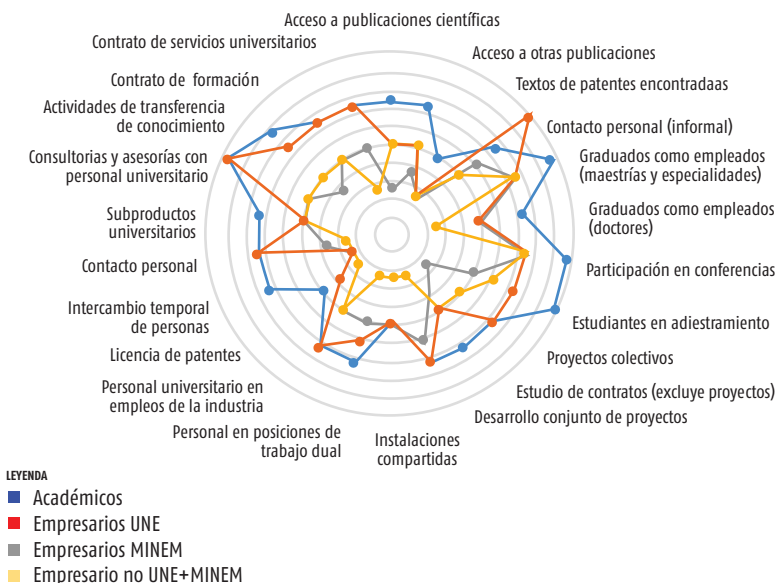 Acceso a publicaciones científicas
Acceso a otras publicaciones
Textos de patentes encontradaas
Contacto personal (informal)
Graduados como empleados
(maestrías y especialidades)
Graduados como empleados
(doctores)
Participación en conferencias
Estudiantes en adiestramiento
Proyectos colectivos
Estudio de contratos (excluye proyectos)
Desarrollo conjunto de proyectos
Instalaciones
compartidas
Personal en posiciones de
trabajo dual
Personal universitario en
empleos de la industria
Licencia de patentes
Intercambio temporal
de personas
Contacto personal
Subproductos
universitarios
Consultorias y asesorías con
personal universitario
Actividades de transferencia
de conocimiento
Contrato de formación
Contrato de servicios universitarios
LEYENDA
Académicos
Empresarios UNE
Empresarios MINEM
Empresario no UNE+MINEM